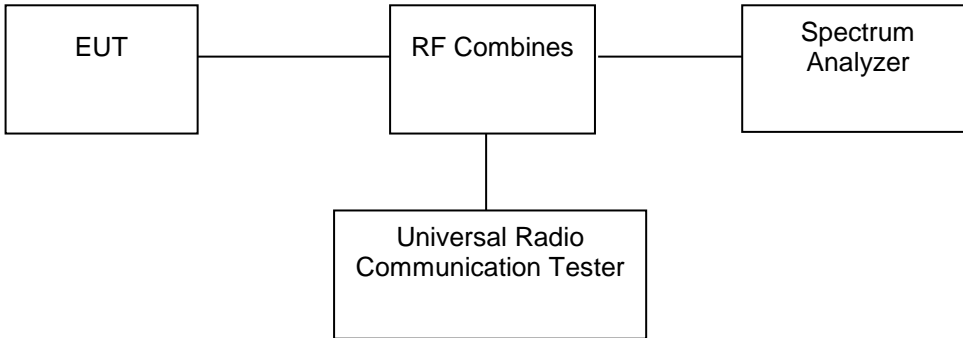 EUT
RF Combines
Spectrum
Analyzer
Universal Radio
Communication Tester